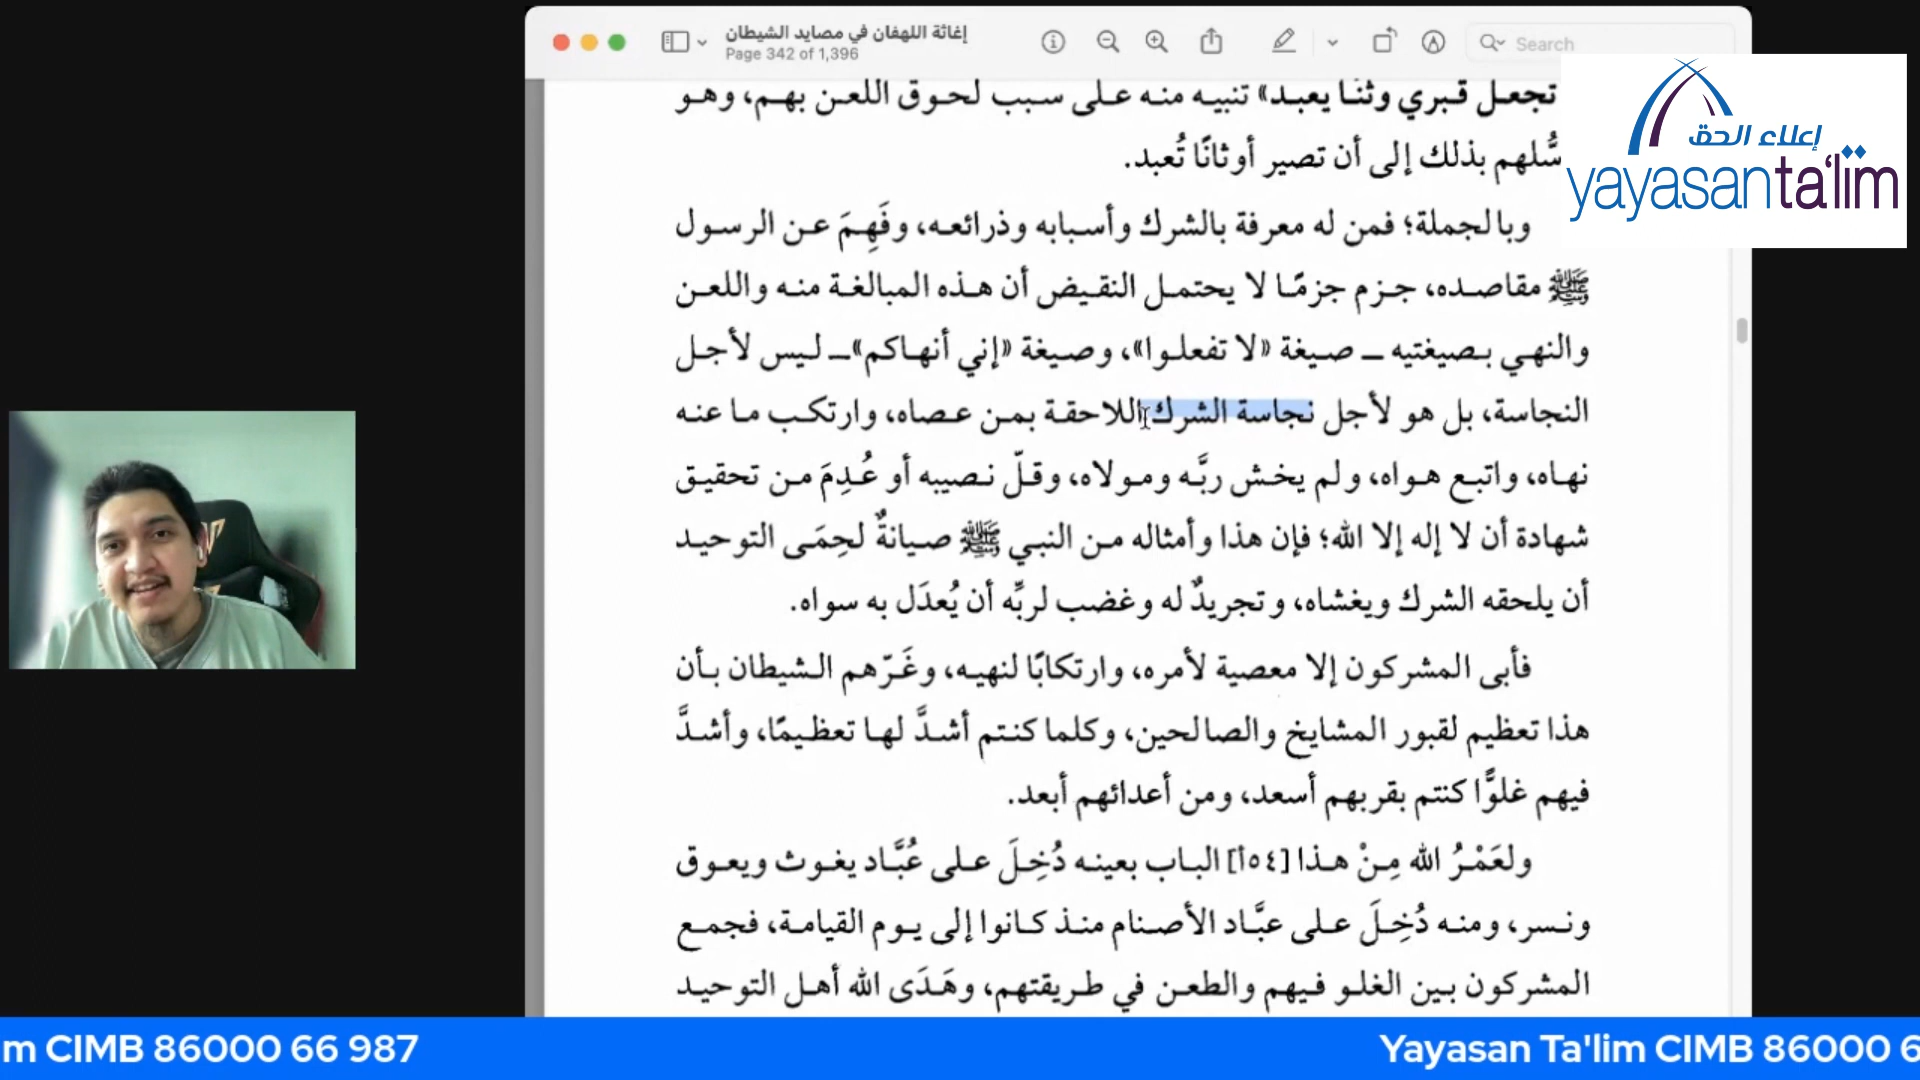 إغاثة اللهفان في مصايد الشيطان
Page 342 of 1,396
Search
إعلاء الحق
yayasanta'lim
تجعل قبري وثنًا يعبد» تنبيه منه على سبب لحوق اللعن بهم، وهو
سُّلهم بذلك إلى أن تصير أوثانًا تُعبد.
وبالجملة؛ فمن له معرفة بالشرك وأسبابه وذرائعه، وفَهِمَ عن الرسول
ﷺ مقاصده، جزم جزمًا لا يحتمل النقيض أن هذه المبالغة منه واللعن
والنهي بصيغتيه ــ صيغة «لا تفعلوا»، وصيغة «إني أنهاكم»ــ ليس لأجل
النجاسة، بل هو لأجل نجاسة الشرك اللاحقة بمن عصاه، وارتكب ما عنه
نهاه، واتبع هواه، ولم يخش ربَّه ومولاه، وقلّ نصيبه أو عُدِمَ من تحقيق
شهادة أن لا إله إلا الله؛ فإن هذا وأمثاله من النبي ﷺ صيانةٌ لحِمَى التوحيد
أن يلحقه الشرك ويغشاه، وتجريدٌ له وغضب لربِّه أن يُعدَل به سواه.
فأبى المشركون إلا معصية لأمره، وارتكابًا لنهيه، وغَرّهم الشيطان بأن
هذا تعظيم لقبور المشايخ والصالحين، وكلما كنتم أشدَّ لها تعظيمًا، وأشدَّ
فيهم غلوًّا كنتم بقربهم أسعد، ومن أعدائهم أبعد.
ولعَمْرُ الله مِنْ هذا [٥٤أ] الباب بعينه دُخِلَ على عُبَّاد يغوث ويعوق
ونسر، ومنه دُخِلَ على عبَّاد الأصنام منذ كانوا إلى يوم القيامة، فجمع
المشركون بين الغلو فيهم والطعن في طريقتهم، وهَدَى الله أهل التوحيد
m CIMB 86000 66 987
Yayasan Ta'lim CIMB 86000 6